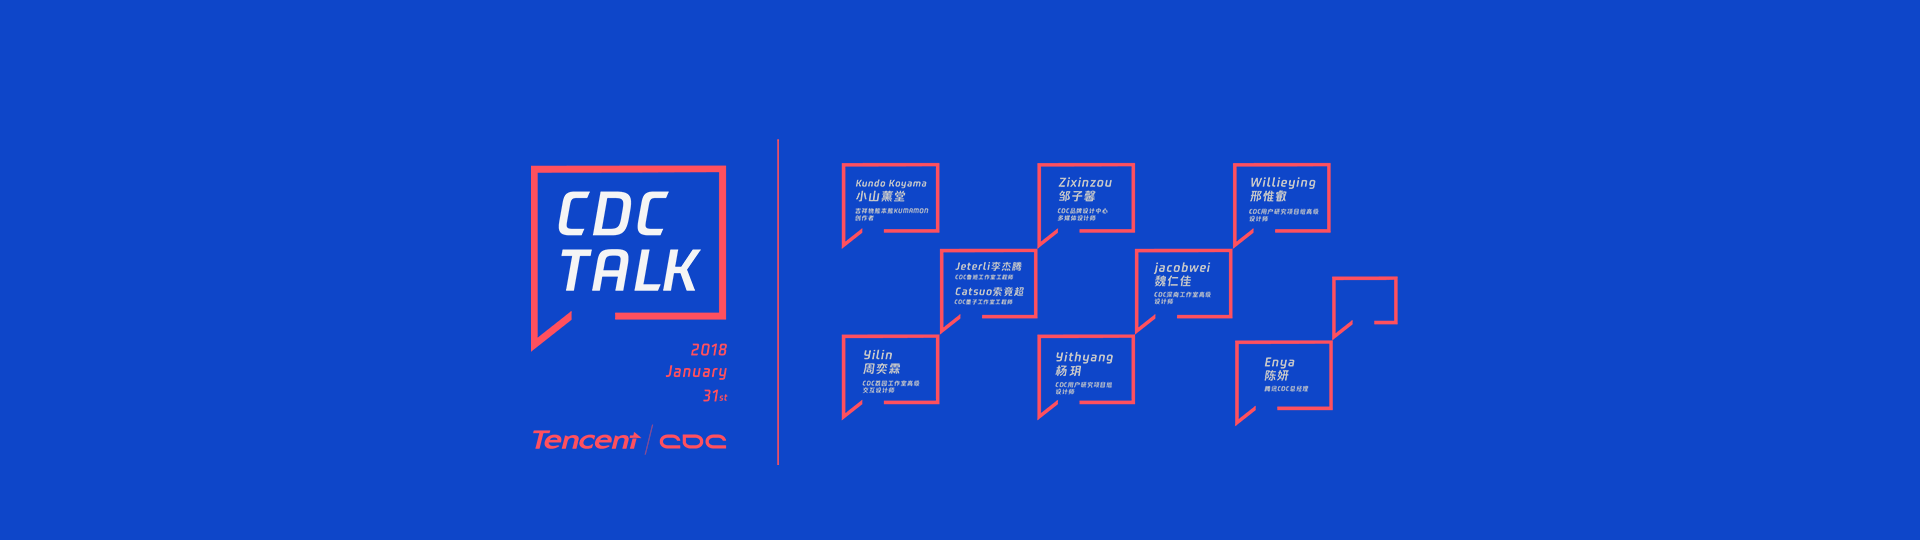 CDC
TALK
2018
January
31st
Tencent CDC
Kundo Koyama
小山薰堂
吉祥物熊本熊KUMAMON
创作者
Zixinzou
邹子馨
CDC品牌设计中心
多媒体设计师
Willieying
邢惟叡
CDC用户研究项目组高级
设计师
Jeterli李杰腾
CDC鲁班工作室工程师
Catsuo索竟超
CDC墨子工作室工程师
jacobwei
魏仁佳
CDC深尚工作室高级
设计师
Yilin
周奕霖
CDC荔园工作室高级
交互设计师
Yithyang
杨玥
CDC用户研究项目组
设计师
Enya
陈妍
腾讯CDC总经理